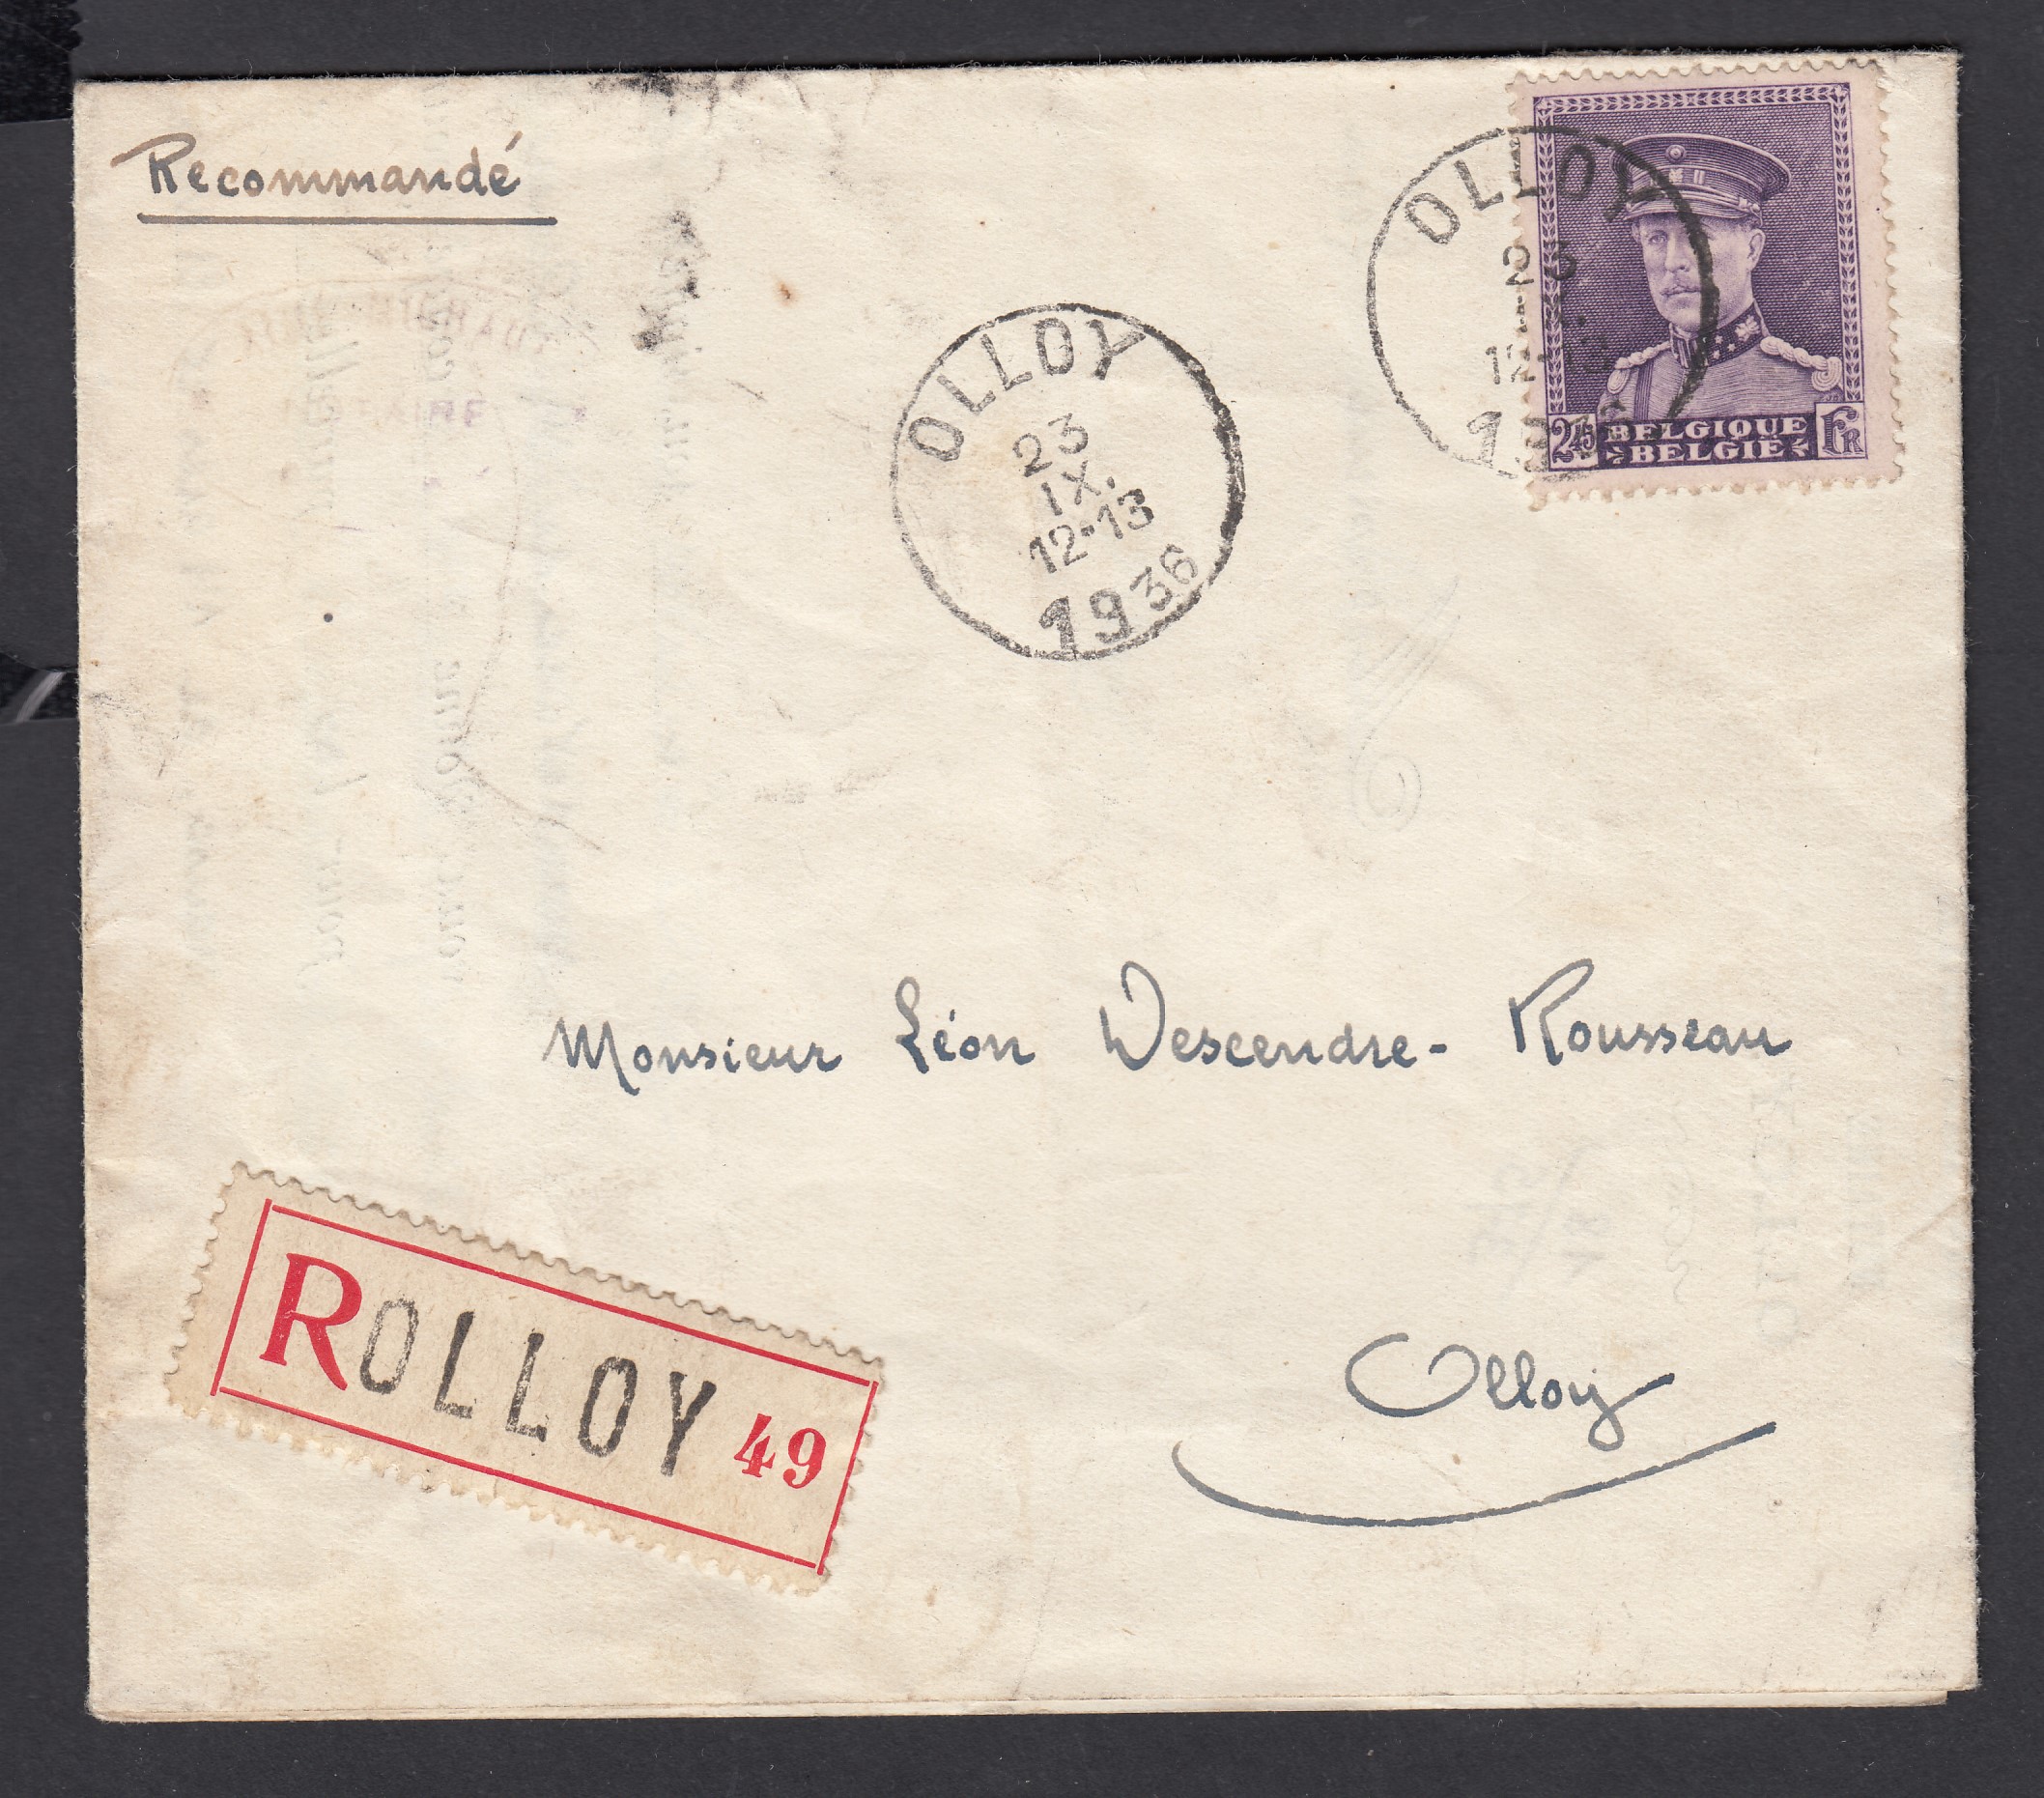 Recommandé
OLLOY
23
IX.
12-13
1936
OLLOY
23
12-13
2 45 BELGIQUE FR
BELGIË
Monsieur Léon Descendre-Rousseau
R OLLOY 49
Olloy